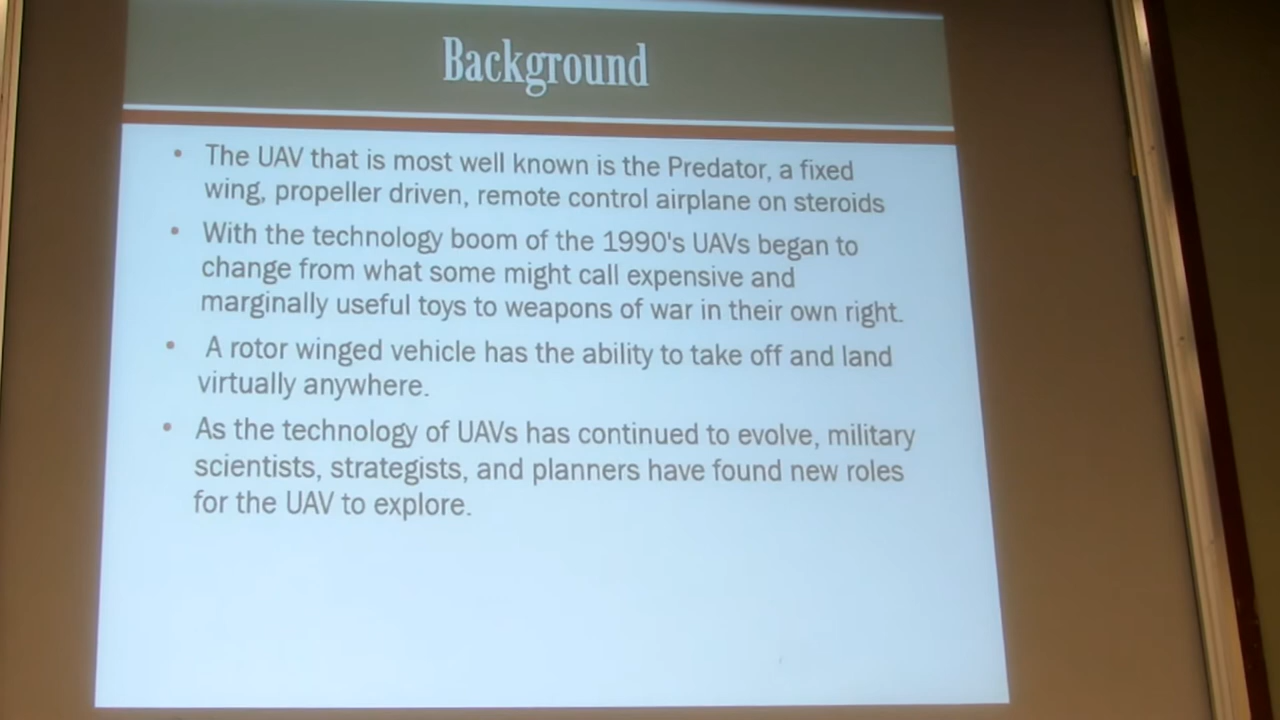 Background
• The UAV that is most well known is the Predator, a fixed
wing, propeller driven, remote control airplane on steroids
• With the technology boom of the 1990's UAVs began to
change from what some might call expensive and
marginally useful toys to weapons of war in their own right.
• A rotor winged vehicle has the ability to take off and land
virtually anywhere.
• As the technology of UAVs has continued to evolve, military
scientists, strategists, and planners have found new roles
for the UAV to explore.